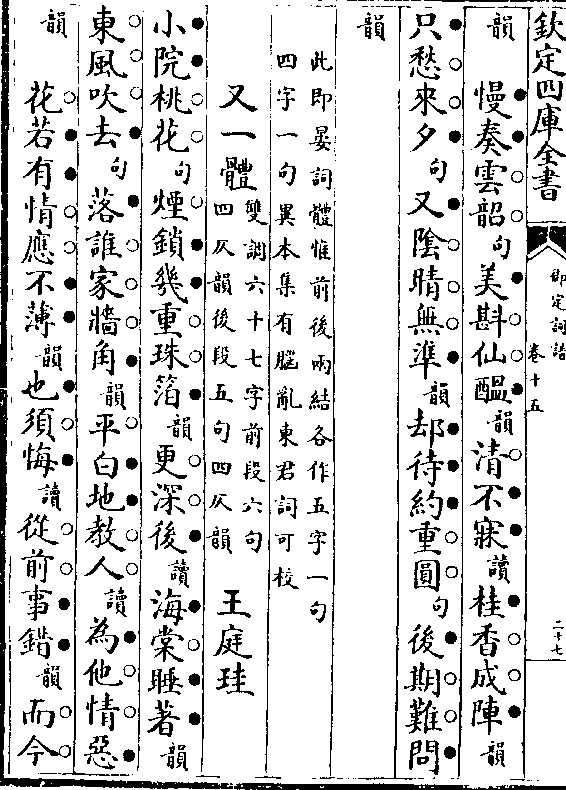 欽定四庫全書
御定詞譜
卷十五
二十七
韻
慢奏雲韶句美斟仙醖韻清不寐讀桂香成陣韻
只愁來夕句又陰晴無準韻却待約重圓句後期難問
韻
此即晏詞體惟前後兩結各作五字一句
四字一句異本集有腦亂東君詞可校
又一體
雙調六十七字前段六句
四仄韻後段五句四仄韻
王庭珪
小院桃花句煙鎖幾重珠箔韻更深後讀海棠睡著韻
東風吹去句落誰家牆角韻平白地教人讀為他情惡
韻
花若有情應不薄韻也須悔讀從前事錯韻而今